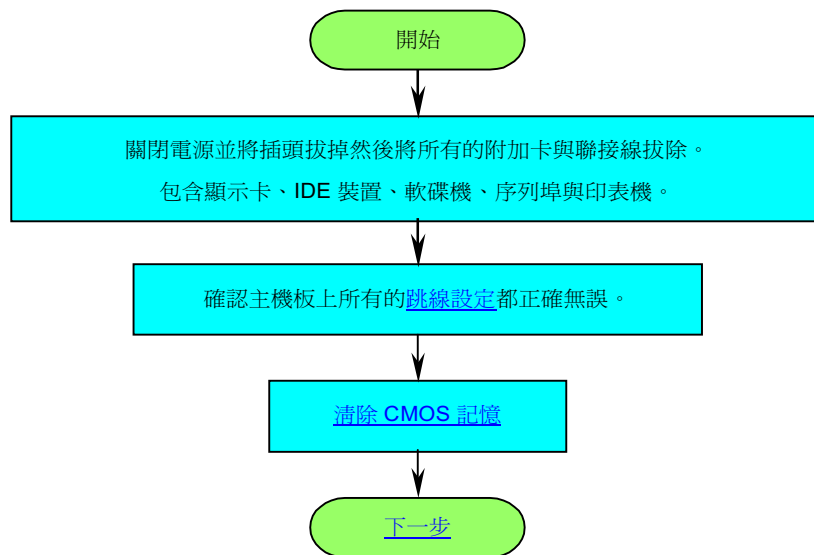 開始
關閉電源並將插頭拔掉然後將所有的附加卡與聯接線拔除。
包含顯示卡、IDE 裝置、軟碟機、序列埠與印表機。
確認主機板上所有的跳線設定都正確無誤。
清除 CMOS 記憶
下一步